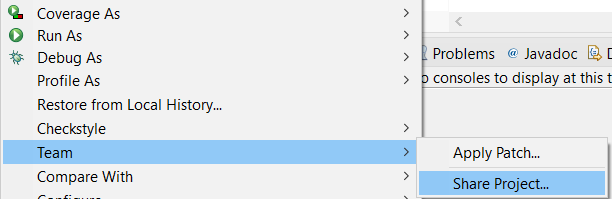 Coverage As
Run As
Debug As
Profile As
Restore from Local History...
Checkstyle
Team
Compare With
Problems @ Javadoc
o consoles to display at this t
Apply Patch...
Share Project...